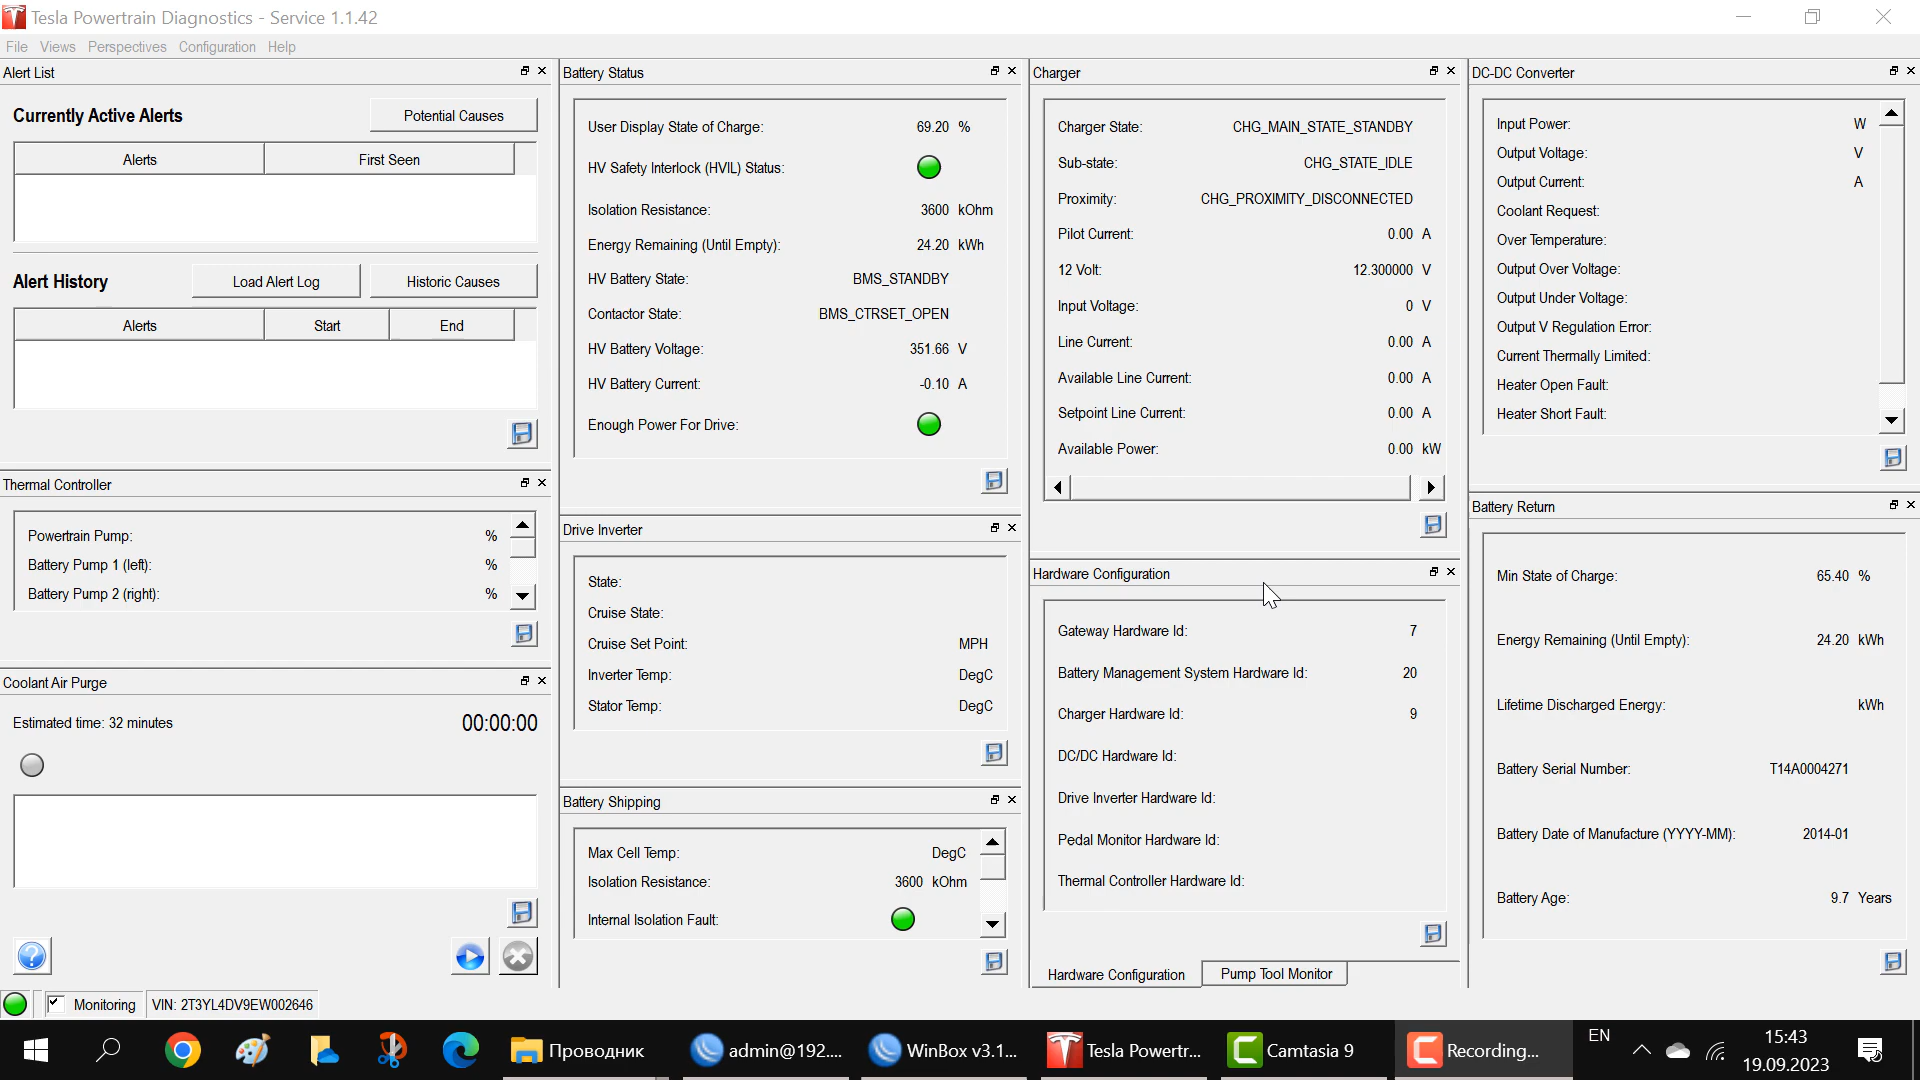 Tesla Powertrain Diagnostics - Service 1.1.42
File Views Perspectives Configuration Help
Alert List
Currently Active Alerts
Potential Causes
Alerts First Seen
Alert History
Load Alert Log
Historic Causes
Alerts Start End
Thermal Controller
Powertrain Pump: %
Battery Pump 1 (left): %
Battery Pump 2 (right): %
Coolant Air Purge
Estimated time: 32 minutes
00:00:00
Battery Status
User Display State of Charge: 69.20 %
HV Safety Interlock (HVIL) Status:
Isolation Resistance: 3600 kOhm
Energy Remaining (Until Empty): 24.20 kWh
HV Battery State: BMS_STANDBY
Contactor State: BMS_CTRSET_OPEN
HV Battery Voltage: 351.66 V
HV Battery Current: -0.10 A
Enough Power For Drive:
Drive Inverter
State:
Cruise State:
Cruise Set Point: MPH
Inverter Temp: DegC
Stator Temp: DegC
Battery Shipping
Max Cell Temp: DegC
Isolation Resistance: 3600 kOhm
Internal Isolation Fault:
Charger
Charger State: CHG_MAIN_STATE_STANDBY
Sub-state: CHG_STATE_IDLE
Proximity: CHG_PROXIMITY_DISCONNECTED
Pilot Current: 0.00 A
12 Volt: 12.300000 V
Input Voltage: 0 V
Line Current: 0.00 A
Available Line Current: 0.00 A
Setpoint Line Current: 0.00 A
Available Power: 0.00 kW
Hardware Configuration
Gateway Hardware Id: 7
Battery Management System Hardware Id: 20
Charger Hardware Id: 9
DC/DC Hardware Id:
Drive Inverter Hardware Id:
Pedal Monitor Hardware Id:
Thermal Controller Hardware Id:
Hardware Configuration
Pump Tool Monitor
DC-DC Converter
Input Power: W
Output Voltage: V
Output Current: A
Coolant Request:
Over Temperature:
Output Over Voltage:
Output Under Voltage:
Output V Regulation Error:
Current Thermally Limited:
Heater Open Fault:
Heater Short Fault:
Battery Return
Min State of Charge: 65.40 %
Energy Remaining (Until Empty): 24.20 kWh
Lifetime Discharged Energy: kWh
Battery Serial Number: T14A0004271
Battery Date of Manufacture (YYYY-MM): 2014-01
Battery Age: 9.7 Years
Monitoring
VIN: 2T3YL4DV9EW002646
Проводник
admin@192....
WinBox v3.1...
Tesla Powertr...
Camtasia 9
Recording...
EN
15:43
19.09.2023